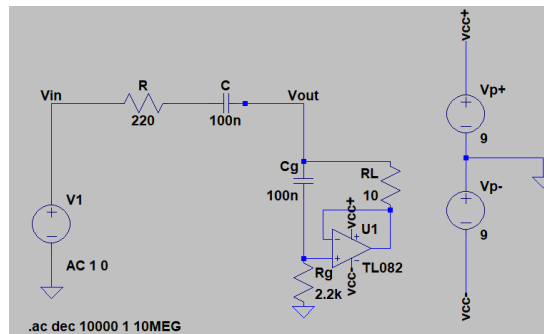 vcc+
Vin
R
C
Vout
220
100n
Vp+
9
Cg
100n
RL
10
vcc+
U1
V1
Vp-
9
TL082
vcc-
Rg
2.2k
AC 1 0
vcc-
.ac dec 10000 1 10MEG